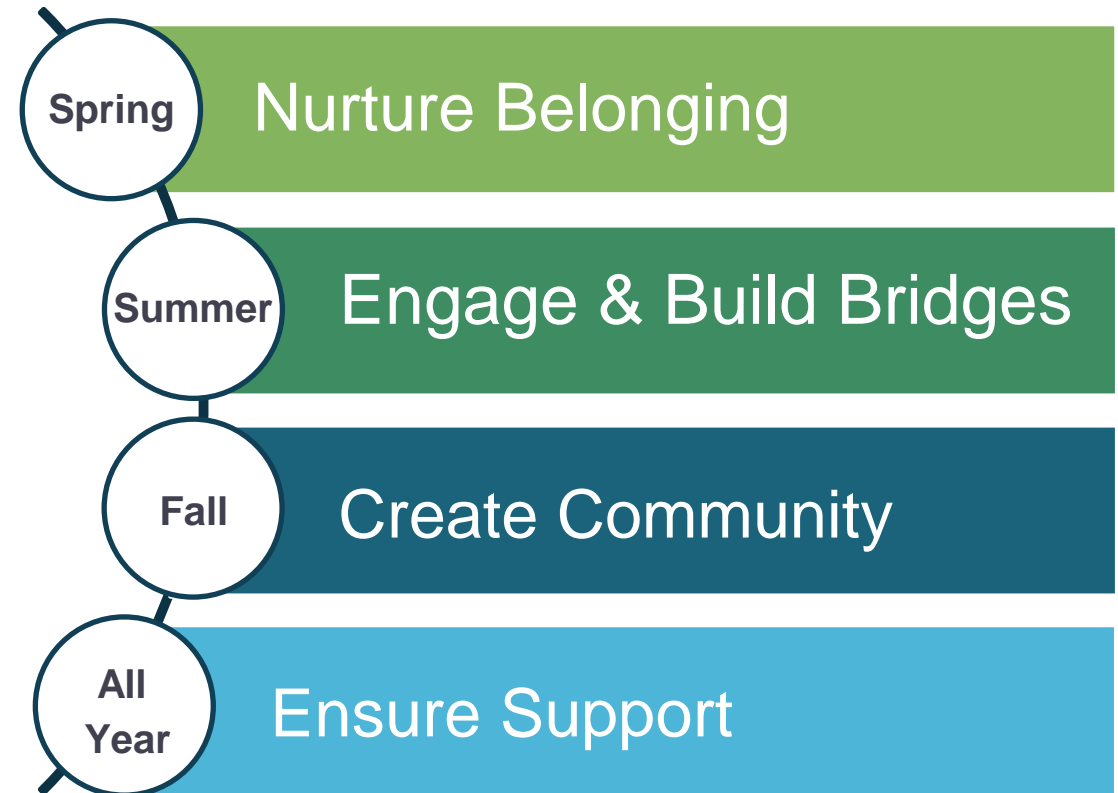 Spring
Nurture Belonging
Summer
Engage & Build Bridges
Fall
Create Community
All
Year
Ensure Support